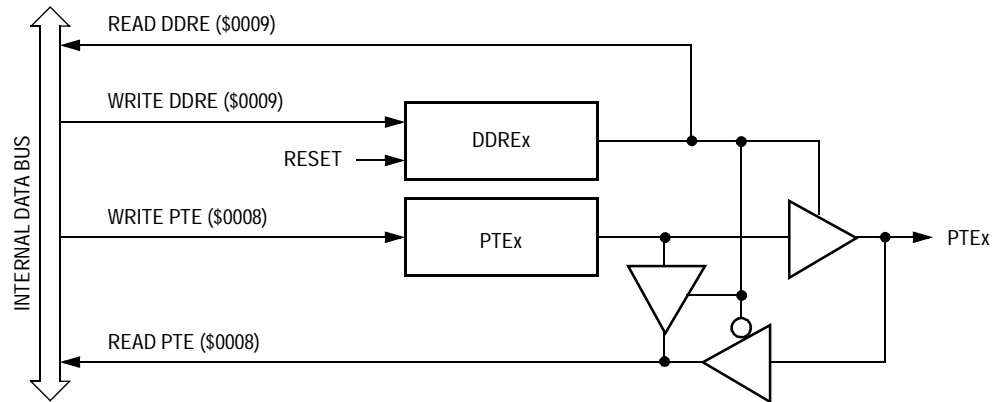 READ DDRE ($0009)
WRITE DDRE ($0009)
DDREx
RESET
WRITE PTE ($0008)
PTEx
PTEx
INTERNAL DATA BUS
READ PTE ($0008)